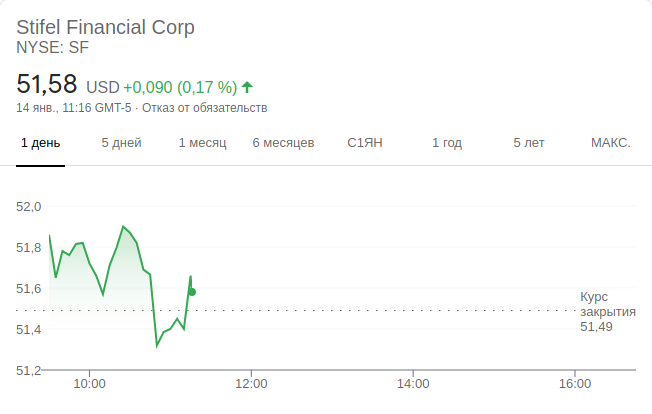 Stifel Financial Corp
NYSE: SF
51,58 USD +0,090 (0,17 %)
14 янв., 11:16 GMT-5 · Отказ от обязательств
1 день 5 дней 1 месяц 6 месяцев С1ЯН 1 год 5 лет МАКС.
52,0
51,8
51,6
Курс
закрытия
51,49
51,4
51,2
10:00 12:00 14:00 16:00